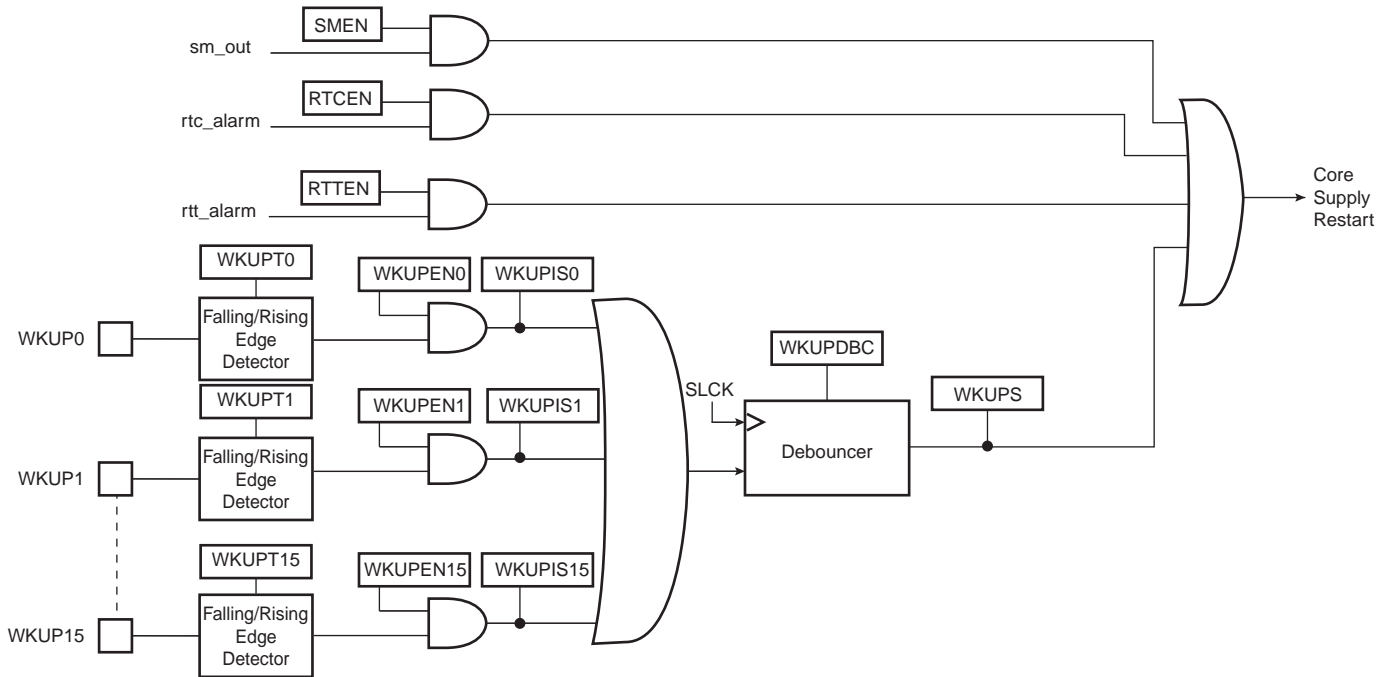 SMEN
sm_out
RTCEN
rtc_alarm
RTTEN
rtt_alarm
Core
Supply
Restart
WKUPT0
WKUPEN0
WKUPIS0
WKUP0
Falling/Rising
Edge
Detector
WKUPT1
WKUPEN1
WKUPIS1
WKUP1
Falling/Rising
Edge
Detector
SLCK
WKUPDBC
Debouncer
WKUPS
WKUPT15
WKUPEN15
WKUPIS15
WKUP15
Falling/Rising
Edge
Detector